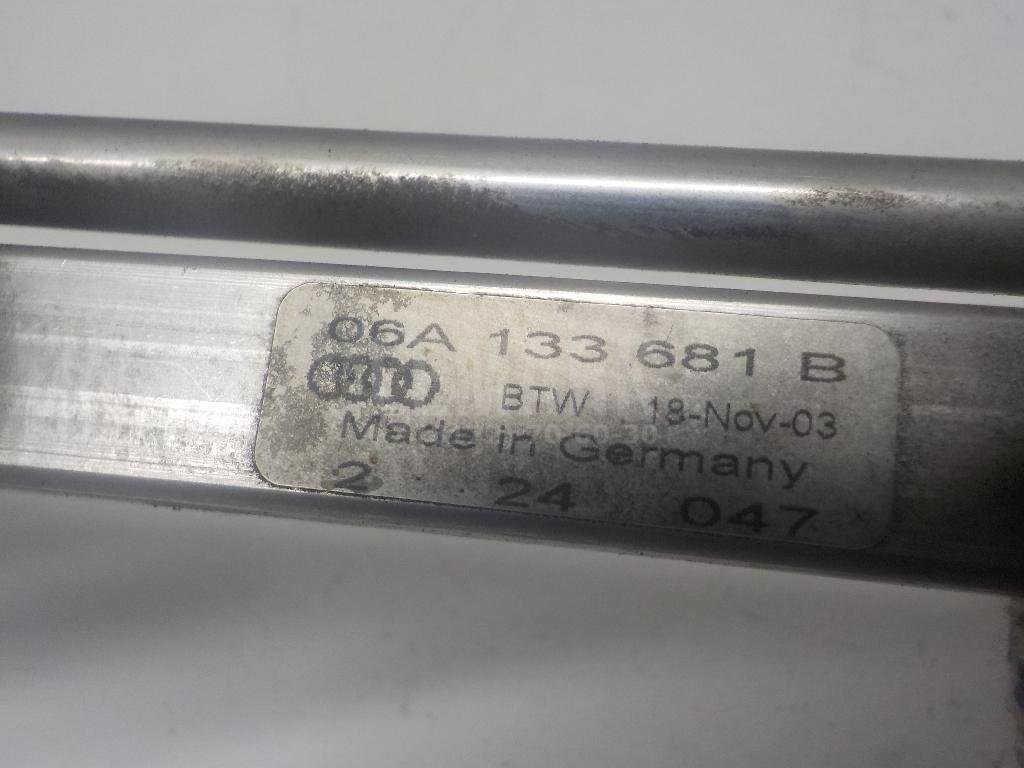 06A 133 681 B
BTW 18-Nov-03
Made in Germany
2 24 047